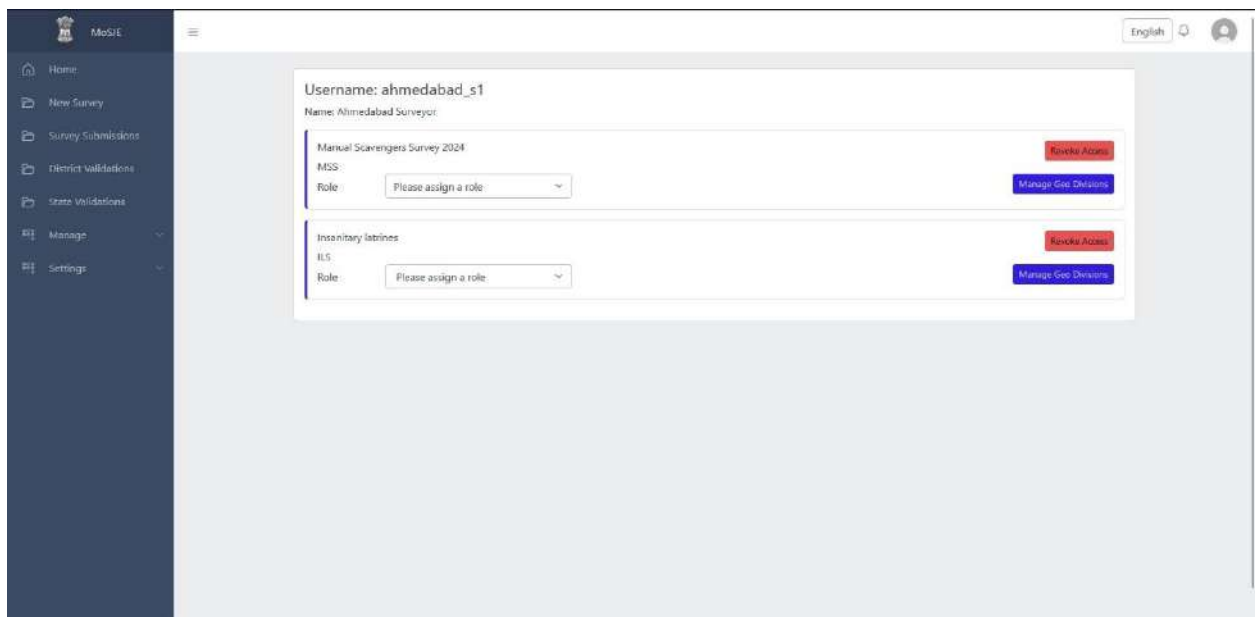 MoSJE
English
Home
New Survey
Survey Submissions
District Validations
State Validations
Manage
Settings
Username: ahmedabad_s1
Name: Ahmedabad Surveyor
Manual Scavengers Survey 2024
Revoke Access
MSS
Role Please assign a role
Manage Geo Divisions
Insanitary latrines
Revoke Access
ILS
Role Please assign a role
Manage Geo Divisions